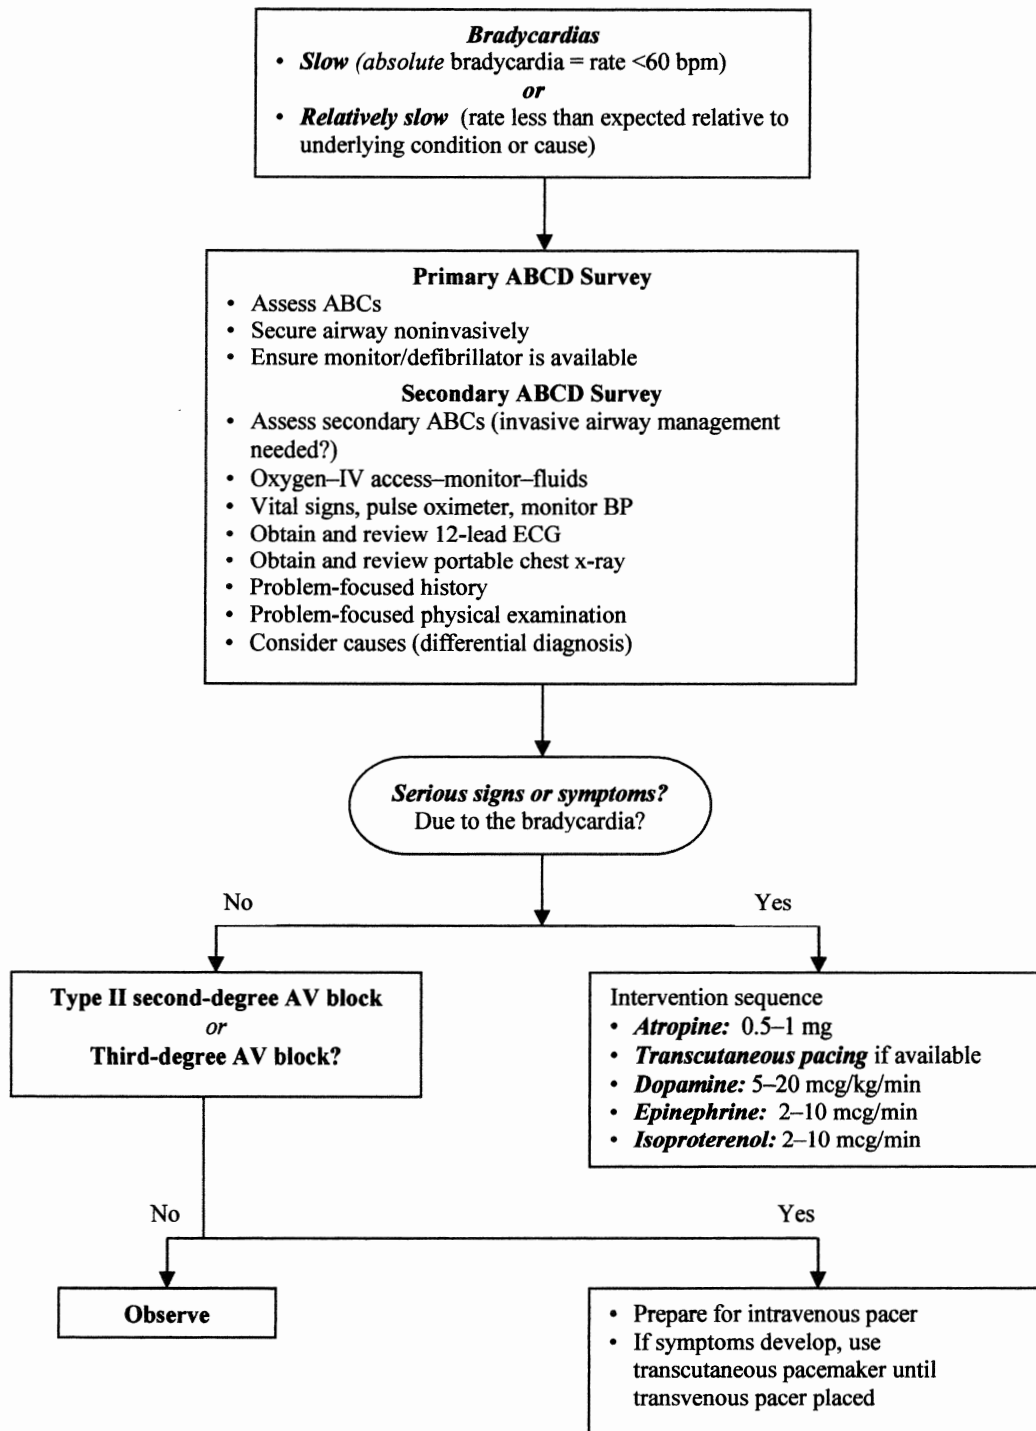 Bradycardias
• Slow (absolute bradycardia = rate <60 bpm)
or
• Relatively slow (rate less than expected relative to
underlying condition or cause)
Primary ABCD Survey
• Assess ABCs
• Secure airway noninvasively
• Ensure monitor/defibrillator is available
Secondary ABCD Survey
• Assess secondary ABCs (invasive airway management
needed?)
• Oxygen–IV access–monitor–fluids
• Vital signs, pulse oximeter, monitor BP
• Obtain and review 12-lead ECG
• Obtain and review portable chest x-ray
• Problem-focused history
• Problem-focused physical examination
• Consider causes (differential diagnosis)
Serious signs or symptoms?
Due to the bradycardia?
No
Yes
Type II second-degree AV block
or
Third-degree AV block?
Intervention sequence
• Atropine: 0.5–1 mg
• Transcutaneous pacing if available
• Dopamine: 5–20 mcg/kg/min
• Epinephrine: 2–10 mcg/min
• Isoproterenol: 2–10 mcg/min
No
Yes
Observe
• Prepare for intravenous pacer
• If symptoms develop, use
transcutaneous pacemaker until
transvenous pacer placed